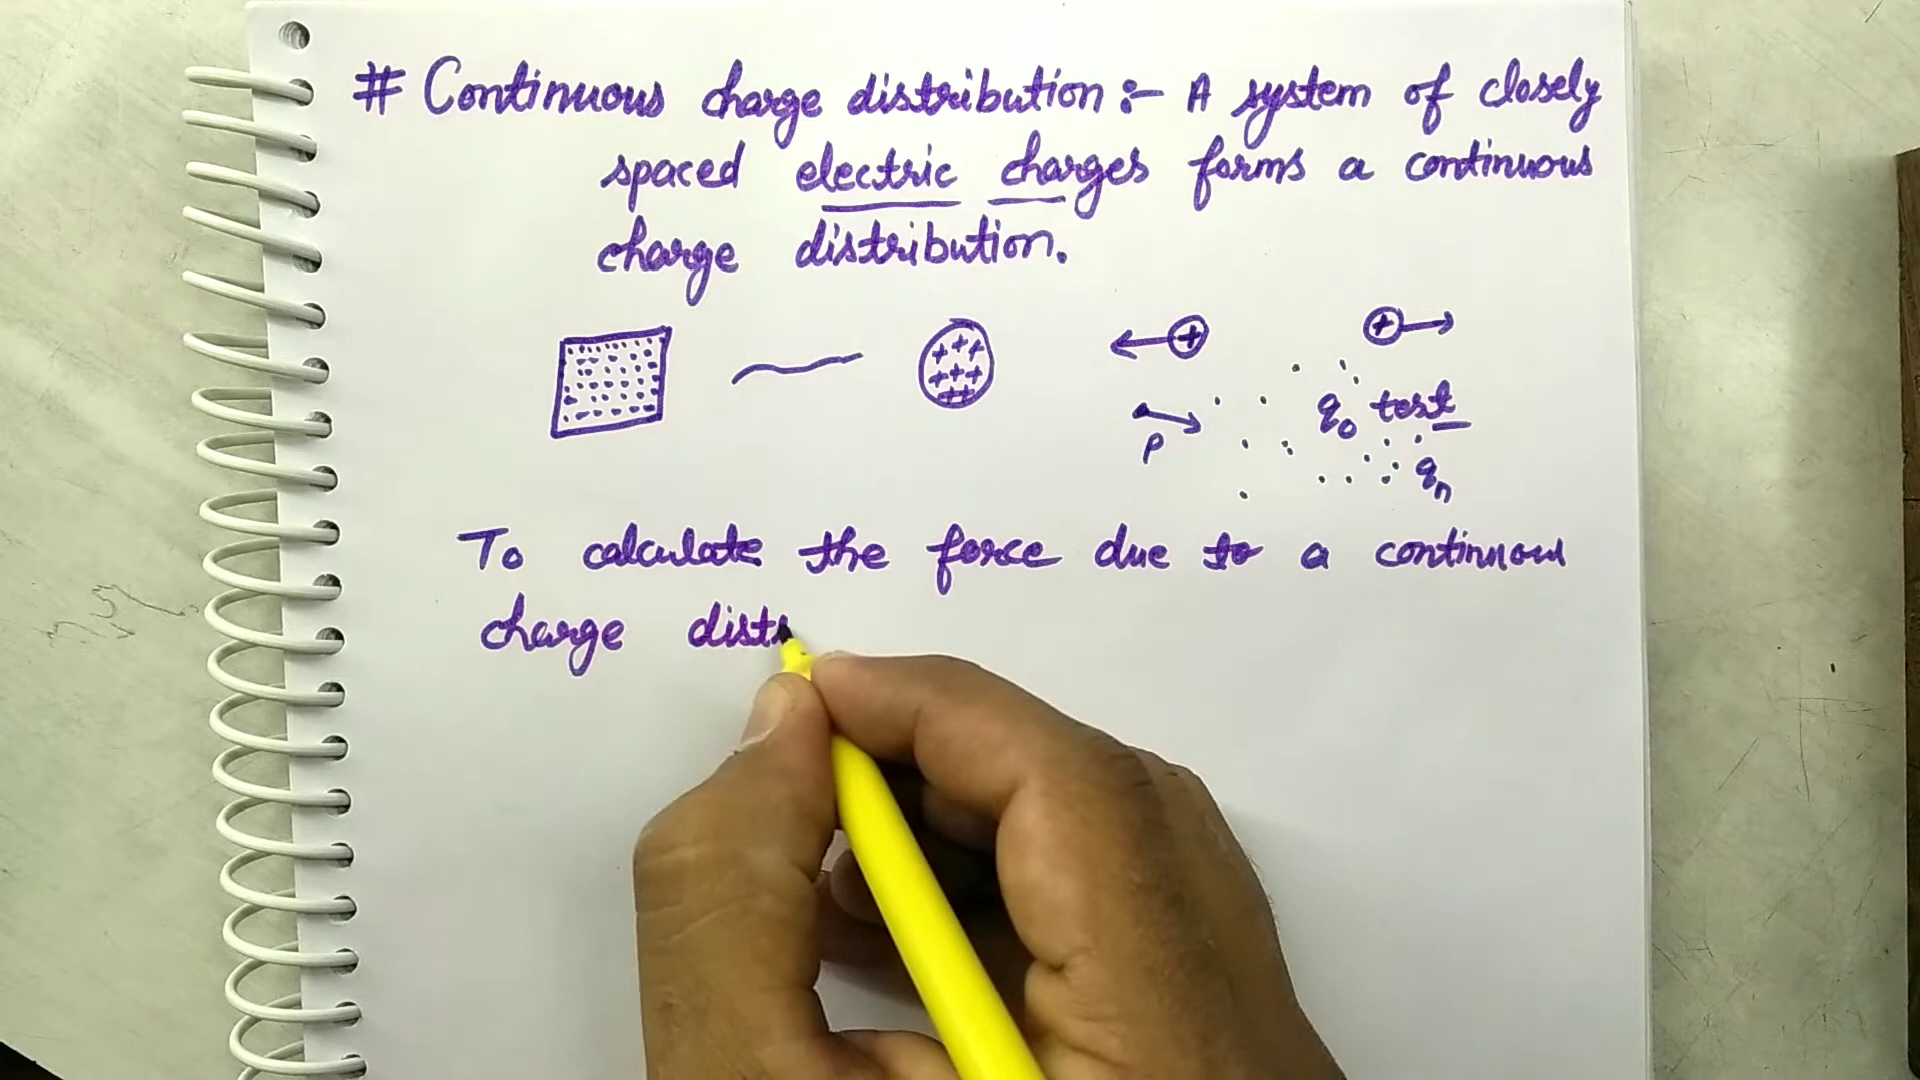 # Continuous charge distribution :- A system of closely
spaced electric charges forms a continuous
charge distribution.
+ +
+++
+++
++
q₀ test
P
qₙ
To calculate the force due to a continuous
charge distr